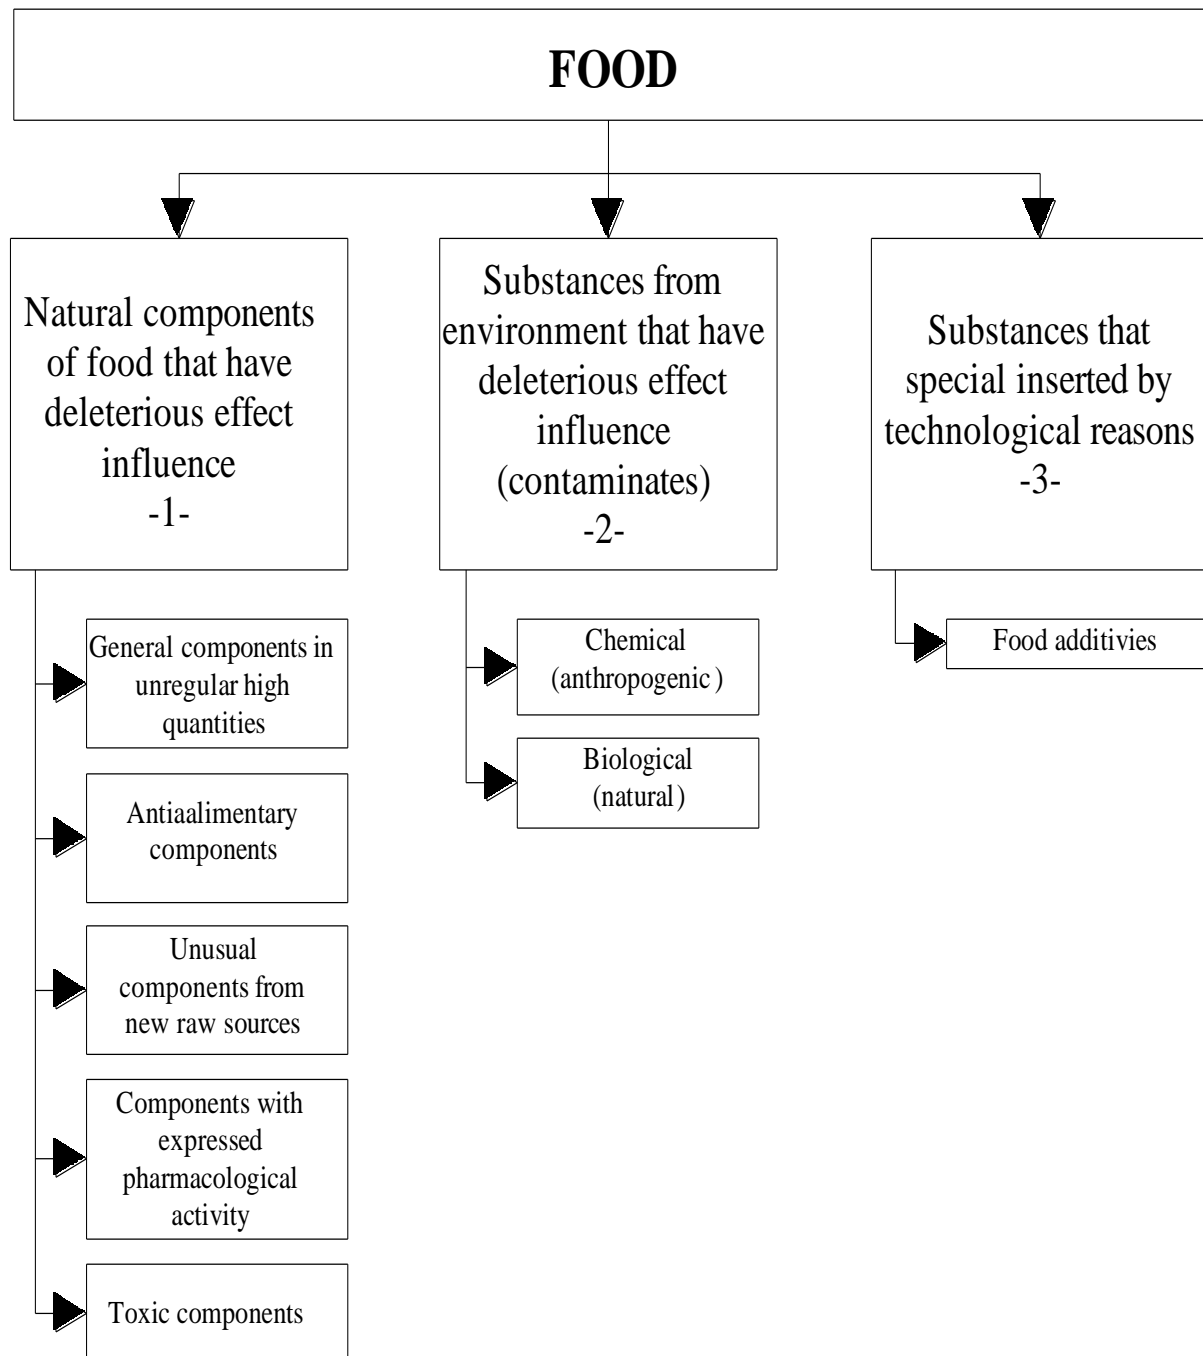 FOOD
Natural components
of food that have
deleterious effect
influence
-1-
Substances from
environment that have
deleterious effect
influence
(contaminates)
-2-
Substances that
special inserted by
technological reasons
-3-
General components in
unregular high
quantities
Antiaalimentary
components
Unusual
components from
new raw sources
Components with
expressed
pharmacological
activity
Toxic components
Chemical
(anthropogenic)
Biological
(natural)
Food additivies